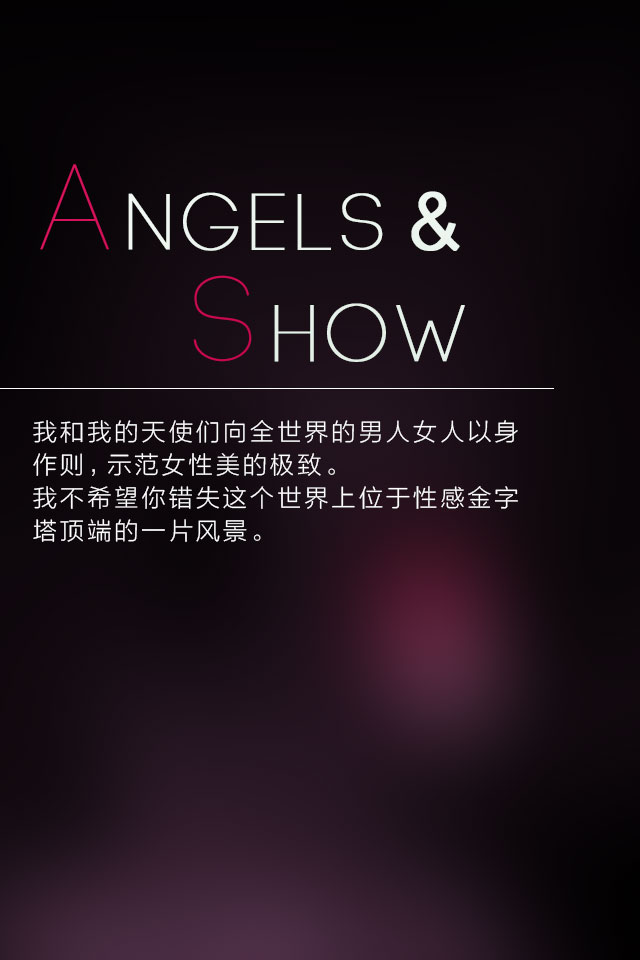 ANGELS &
SHOW
我和我的天使们向全世界的男人女人以身
作则，示范女性美的极致。
我不希望你错失这个世界上位于性感金字
塔顶端的一片风景。